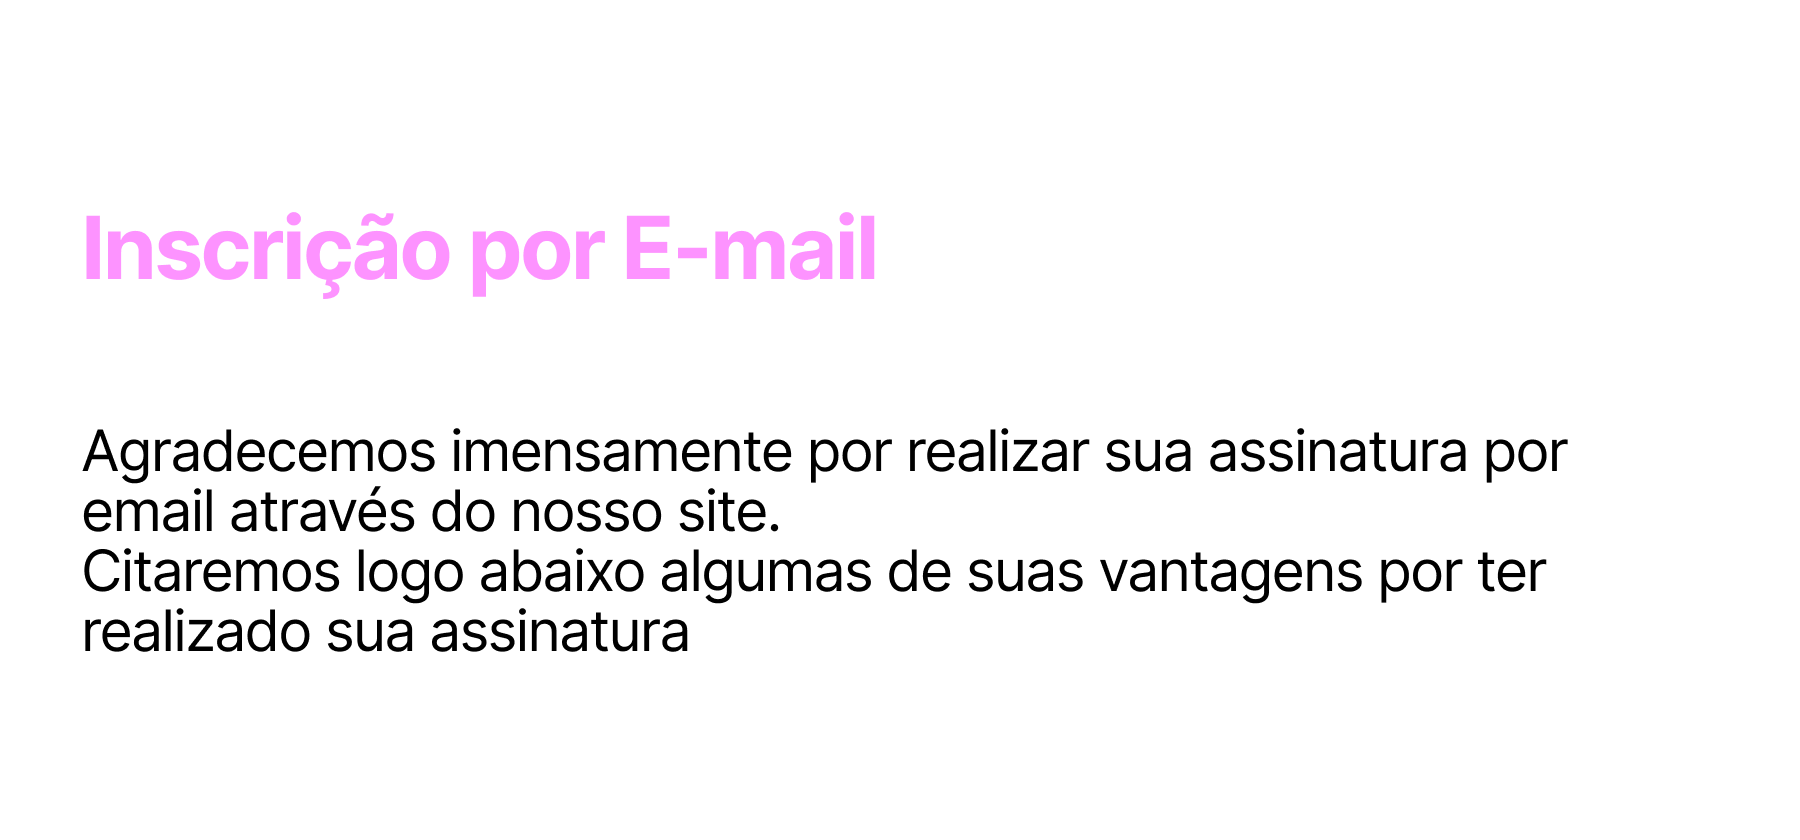 Inscrição por E-mail
Agradecemos imensamente por realizar sua assinatura por
email através do nosso site.
Citaremos logo abaixo algumas de suas vantagens por ter
realizado sua assinatura